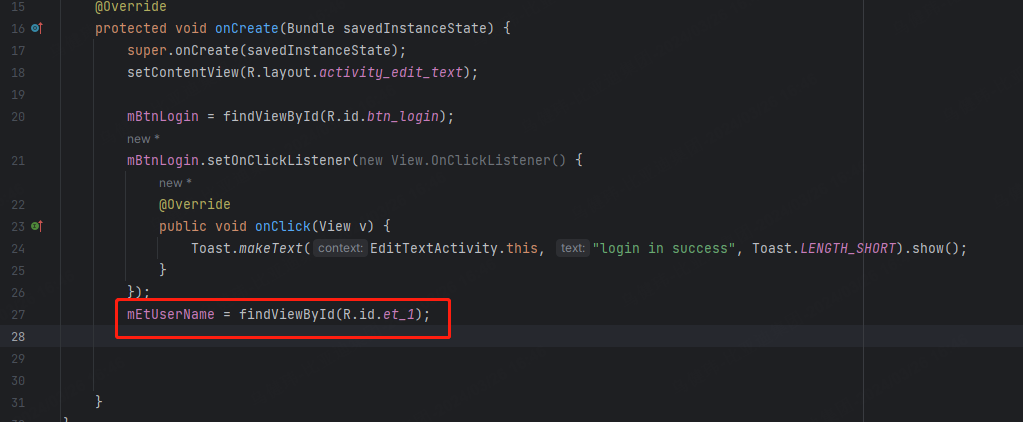 15 @Override
16 protected void onCreate(Bundle savedInstanceState) {
17 super.onCreate(savedInstanceState);
18 setContentView(R.layout.activity_edit_text);
19
20 mBtnLogin = findViewById(R.id.btn_login);
new *
21 mBtnLogin.setOnClickListener(new View.OnClickListener() {
new *
22 @Override
23 public void onClick(View v) {
24 Toast.makeText( context: EditTextActivity.this, text: "login in success", Toast.LENGTH_SHORT).show();
25 }
26 });
27 mEtUserName = findViewById(R.id.et_1);
28
29
30
31 }
}